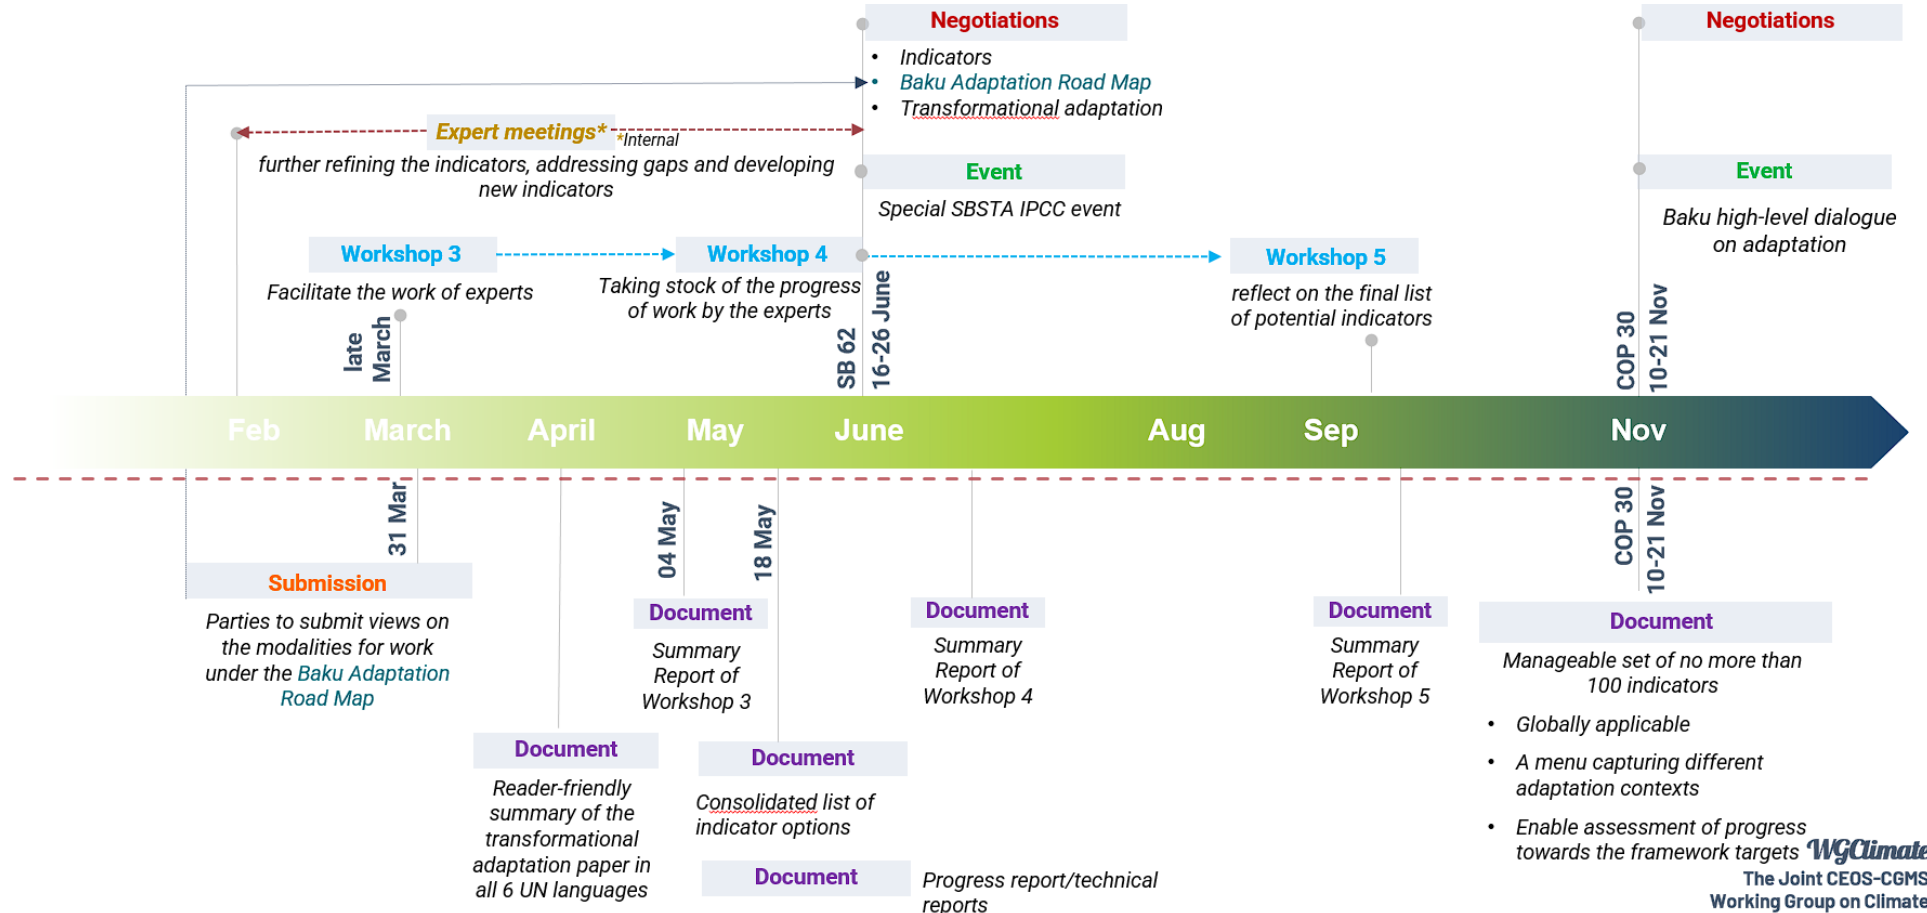 Negotiations
• Indicators
• Baku Adaptation Road Map
• Transformational adaptation
Negotiations
Expert meetings*
*Internal
further refining the indicators, addressing gaps and developing
new indicators
Event
Special SBSTA IPCC event
Event
Baku high-level dialogue
on adaptation
Workshop 3
Facilitate the work of experts
Workshop 4
Taking stock of the progress
of work by the experts
Workshop 5
reflect on the final list
of potential indicators
late
March
SB 62
16-26 June
COP 30
10-21 Nov
Feb
March
April
May
June
Aug
Sep
Nov
31 Mar
04 May
18 May
COP 30
10-21 Nov
Submission
Parties to submit views on
the modalities for work
under the Baku Adaptation
Road Map
Document
Reader-friendly
summary of the
transformational
adaptation paper in
all 6 UN languages
Document
Summary
Report of
Workshop 3
Document
Consolidated list of
indicator options
Document
Progress report/technical
reports
Document
Summary
Report of
Workshop 4
Document
Summary
Report of
Workshop 5
Document
Manageable set of no more than
100 indicators
• Globally applicable
• A menu capturing different
adaptation contexts
• Enable assessment of progress
towards the framework targets
WGClimate
The Joint CEOS-CGMS
Working Group on Climate